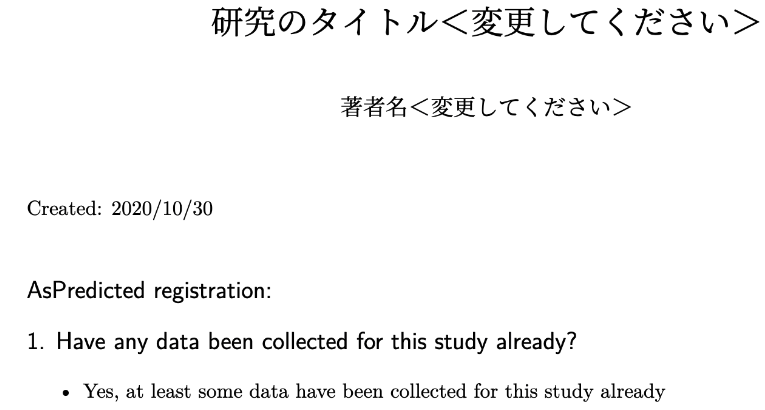 研究のタイトル＜変更してください＞
著者名＜変更してください＞
Created: 2020/10/30
AsPredicted registration:
1. Have any data been collected for this study already?
• Yes, at least some data have been collected for this study already